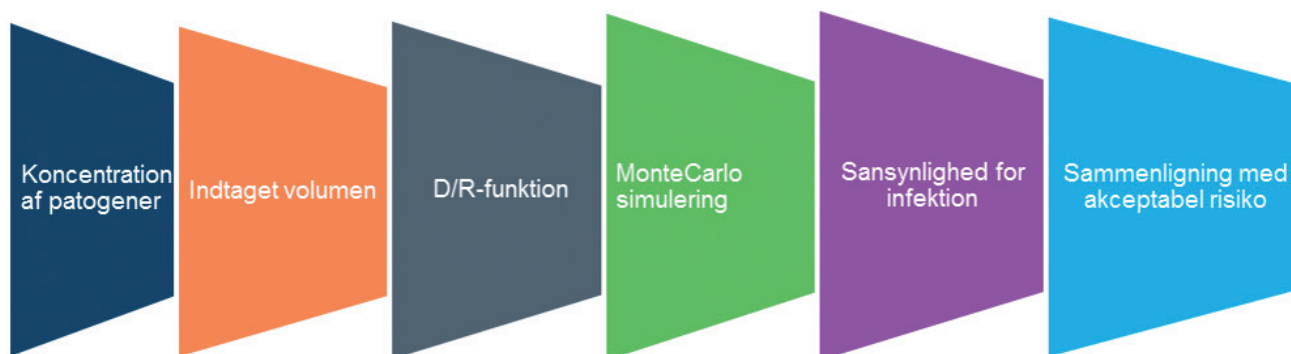 Koncentration
af patogener
Indtaget volumen
D/R-funktion
MonteCarlo
simulering
Sansynlighed for
infektion
Sammenligning med
akceptabel risiko